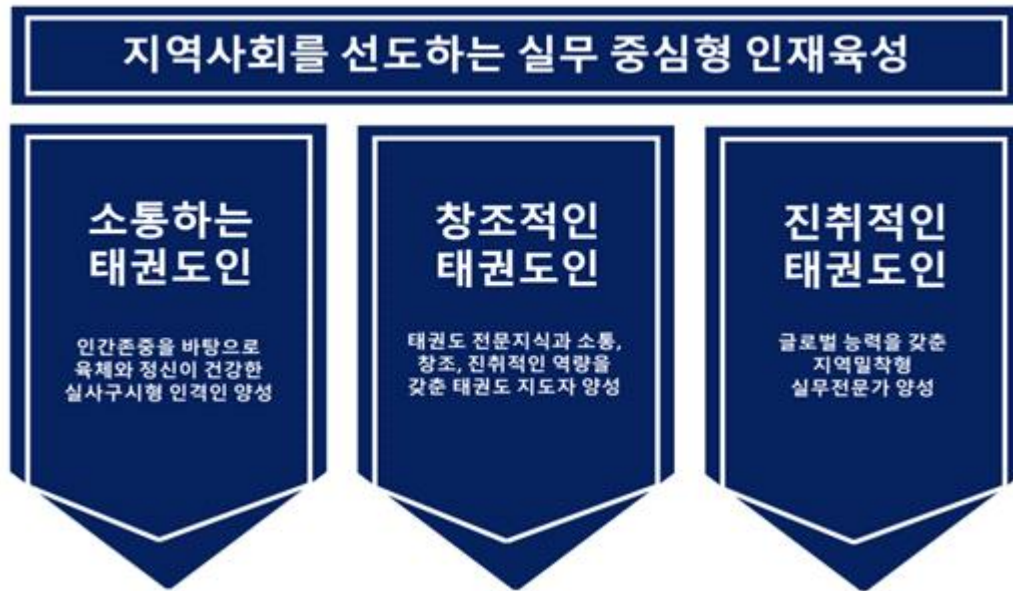 지역사회를 선도하는 실무 중심형 인재육성
소통하는
태권도인
인간존중을 바탕으로
육체와 정신이 건강한
실사구시형 인격인 양성
창조적인
태권도인
태권도 전문지식과 소통,
창조, 진취적인 역량을
갖춘 태권도 지도자 양성
진취적인
태권도인
글로벌 능력을 갖춘
지역밀착형
실무전문가 양성